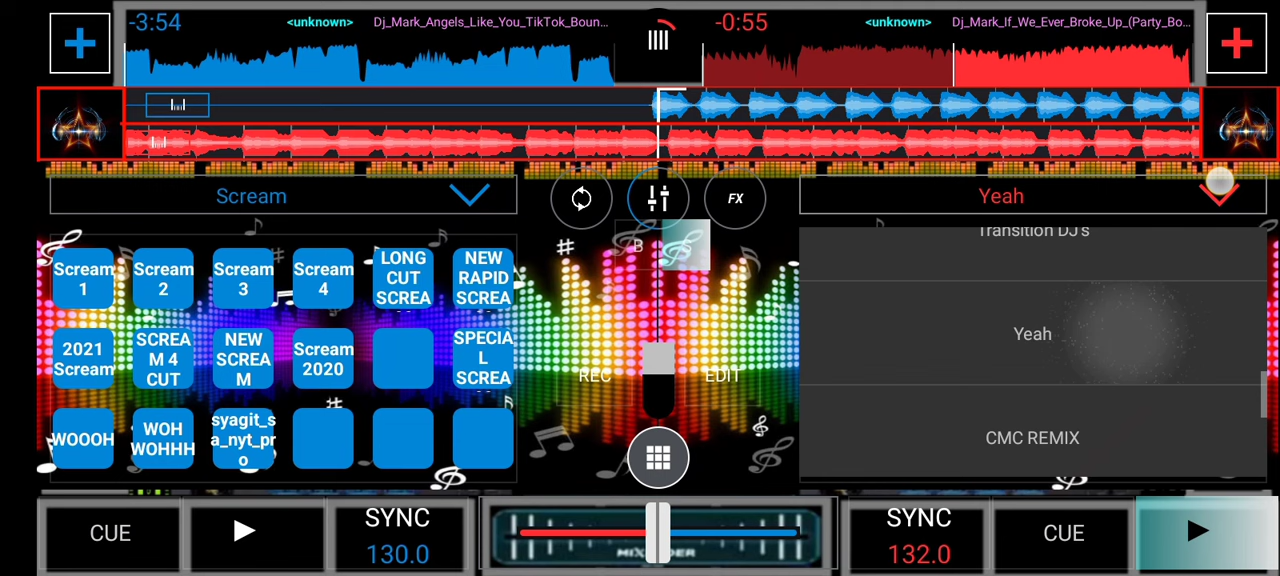 -3:54
<unknown>
Dj_Mark_Angels_Like_You_TikTok_Boun...
-0:55
<unknown>
Dj_Mark_If_We_Ever_Broke_Up_(Party_Bo...
Scream
FX
Yeah
B
S
Scream
1
Scream
2
Scream
3
Scream
4
LONG
CUT
SCREA
NEW
RAPID
SCREA
2021
Scream
SCREA
M 4
CUT
NEW
SCREA
M
Scream
2020
SPECIA
L
SCREA
WOOOH
WOH
WOHHH
syagit_s
a_nyt_pr
o
REC
EDIT
Transition DJ's
Yeah
CMC REMIX
CUE
SYNC
130.0
SYNC
132.0
CUE